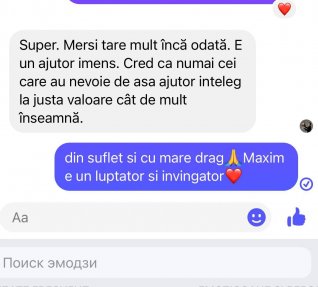 Super. Mersi tare mult încă odată. E
un ajutor imens. Cred ca numai cei
care au nevoie de asa ajutor inteleg
la justa valoare cât de mult
înseamnă.
din suflet si cu mare drag🙏Maxim
e un luptator si invingator❤️
Aa
Поиск эмодзи